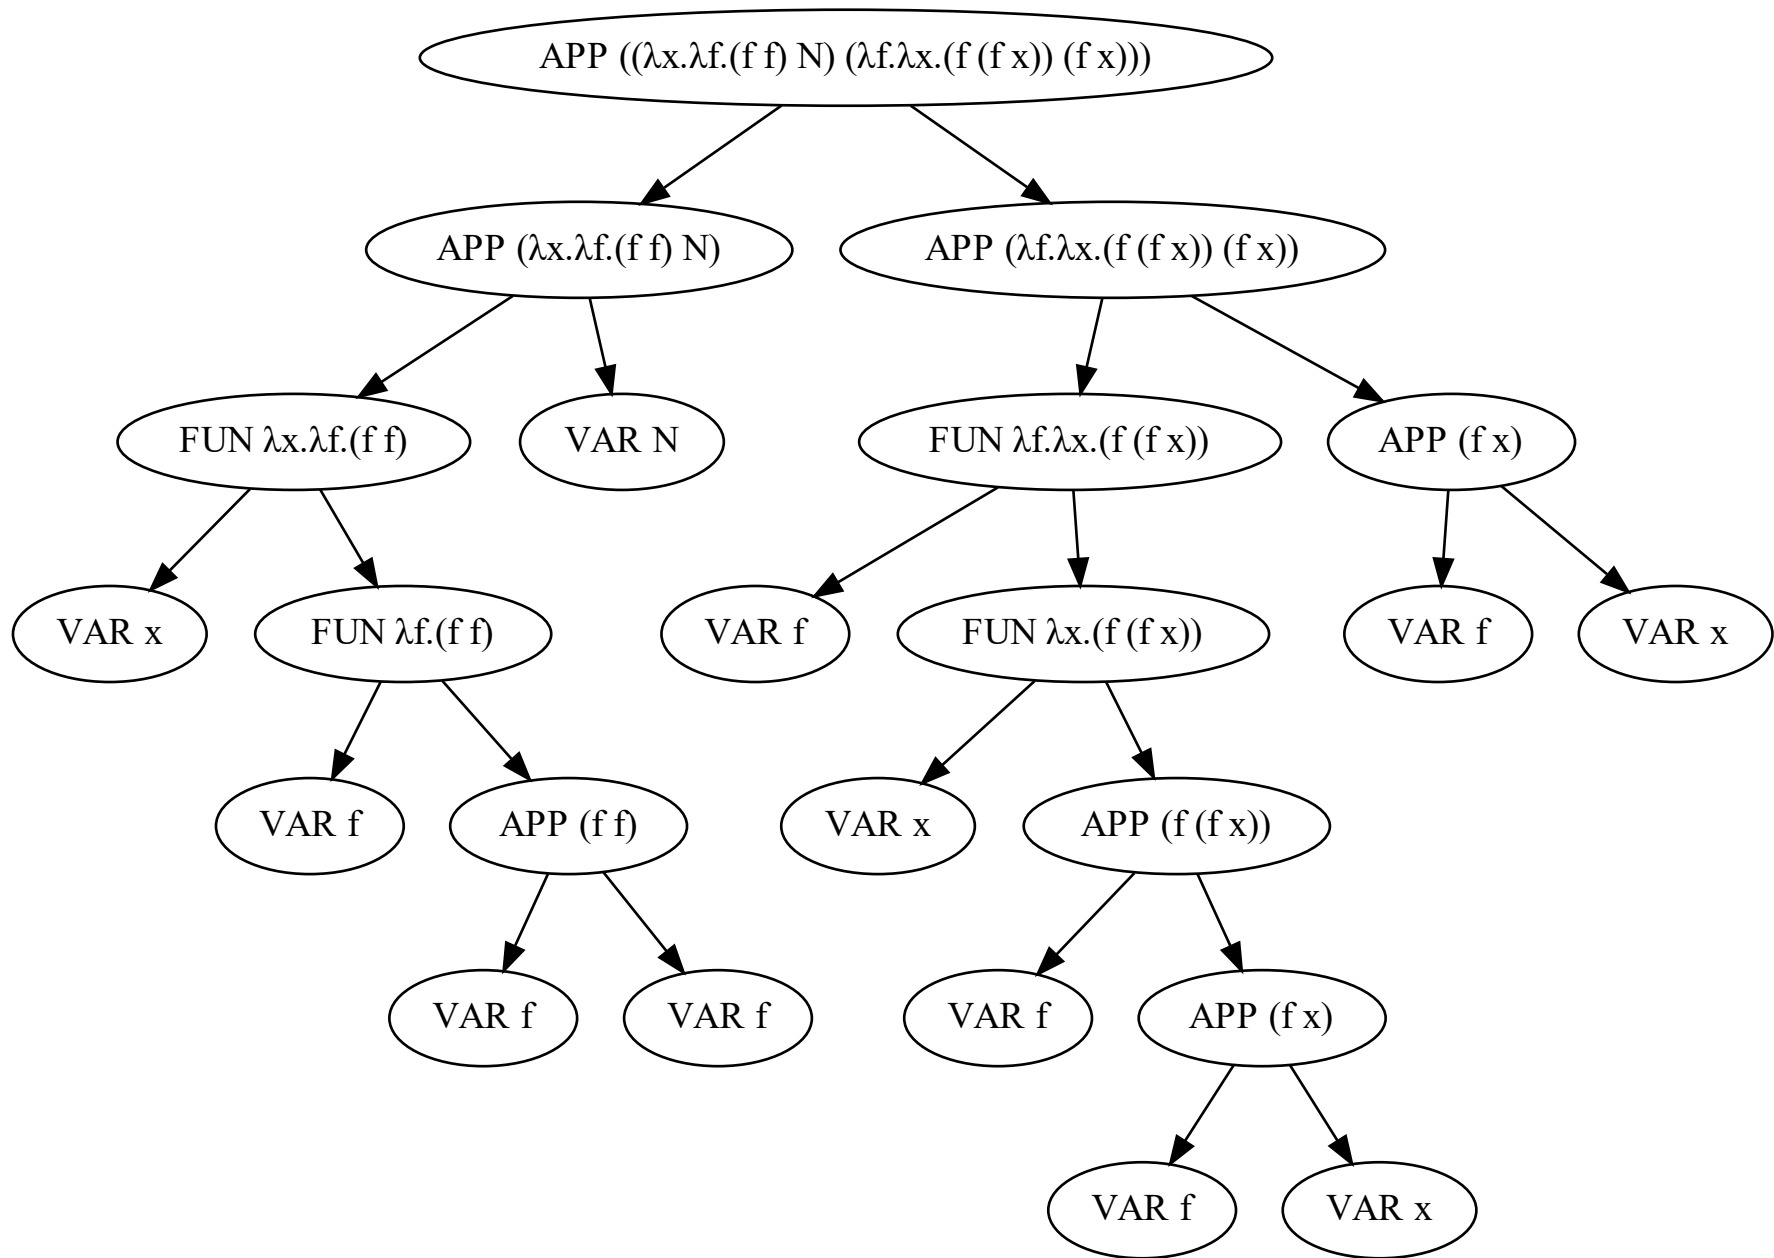 APP ((λx.λf.(f f) N) (λf.λx.(f (f x)) (f x)))
APP (λx.λf.(f f) N)
APP (λf.λx.(f (f x)) (f x))
FUN λx.λf.(f f)
VAR N
FUN λf.λx.(f (f x))
APP (f x)
VAR x
FUN λf.(f f)
VAR f
FUN λx.(f (f x))
VAR f
VAR x
VAR f
APP (f f)
VAR x
APP (f (f x))
VAR f
VAR f
VAR f
APP (f x)
VAR f
VAR x